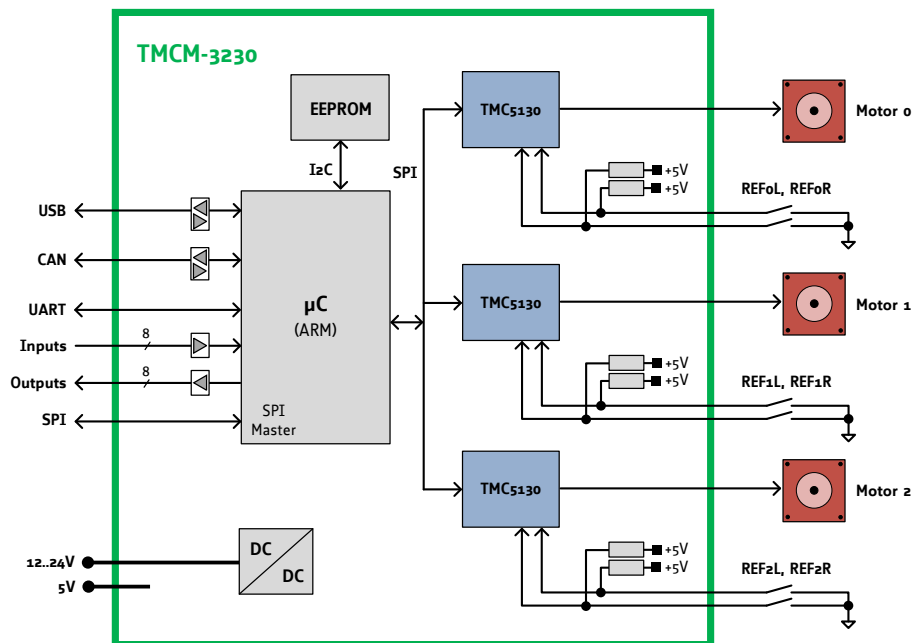 TMCM-3230
EEPROM
I2C
SPI
USB
CAN
UART
Inputs
8
Outputs
8
SPI
µC
(ARM)
SPI
Master
12..24V
5V
DC
DC
TMC5130
Motor 0
+5V
+5V
REF0L, REF0R
TMC5130
Motor 1
+5V
+5V
REF1L, REF1R
TMC5130
Motor 2
+5V
+5V
REF2L, REF2R